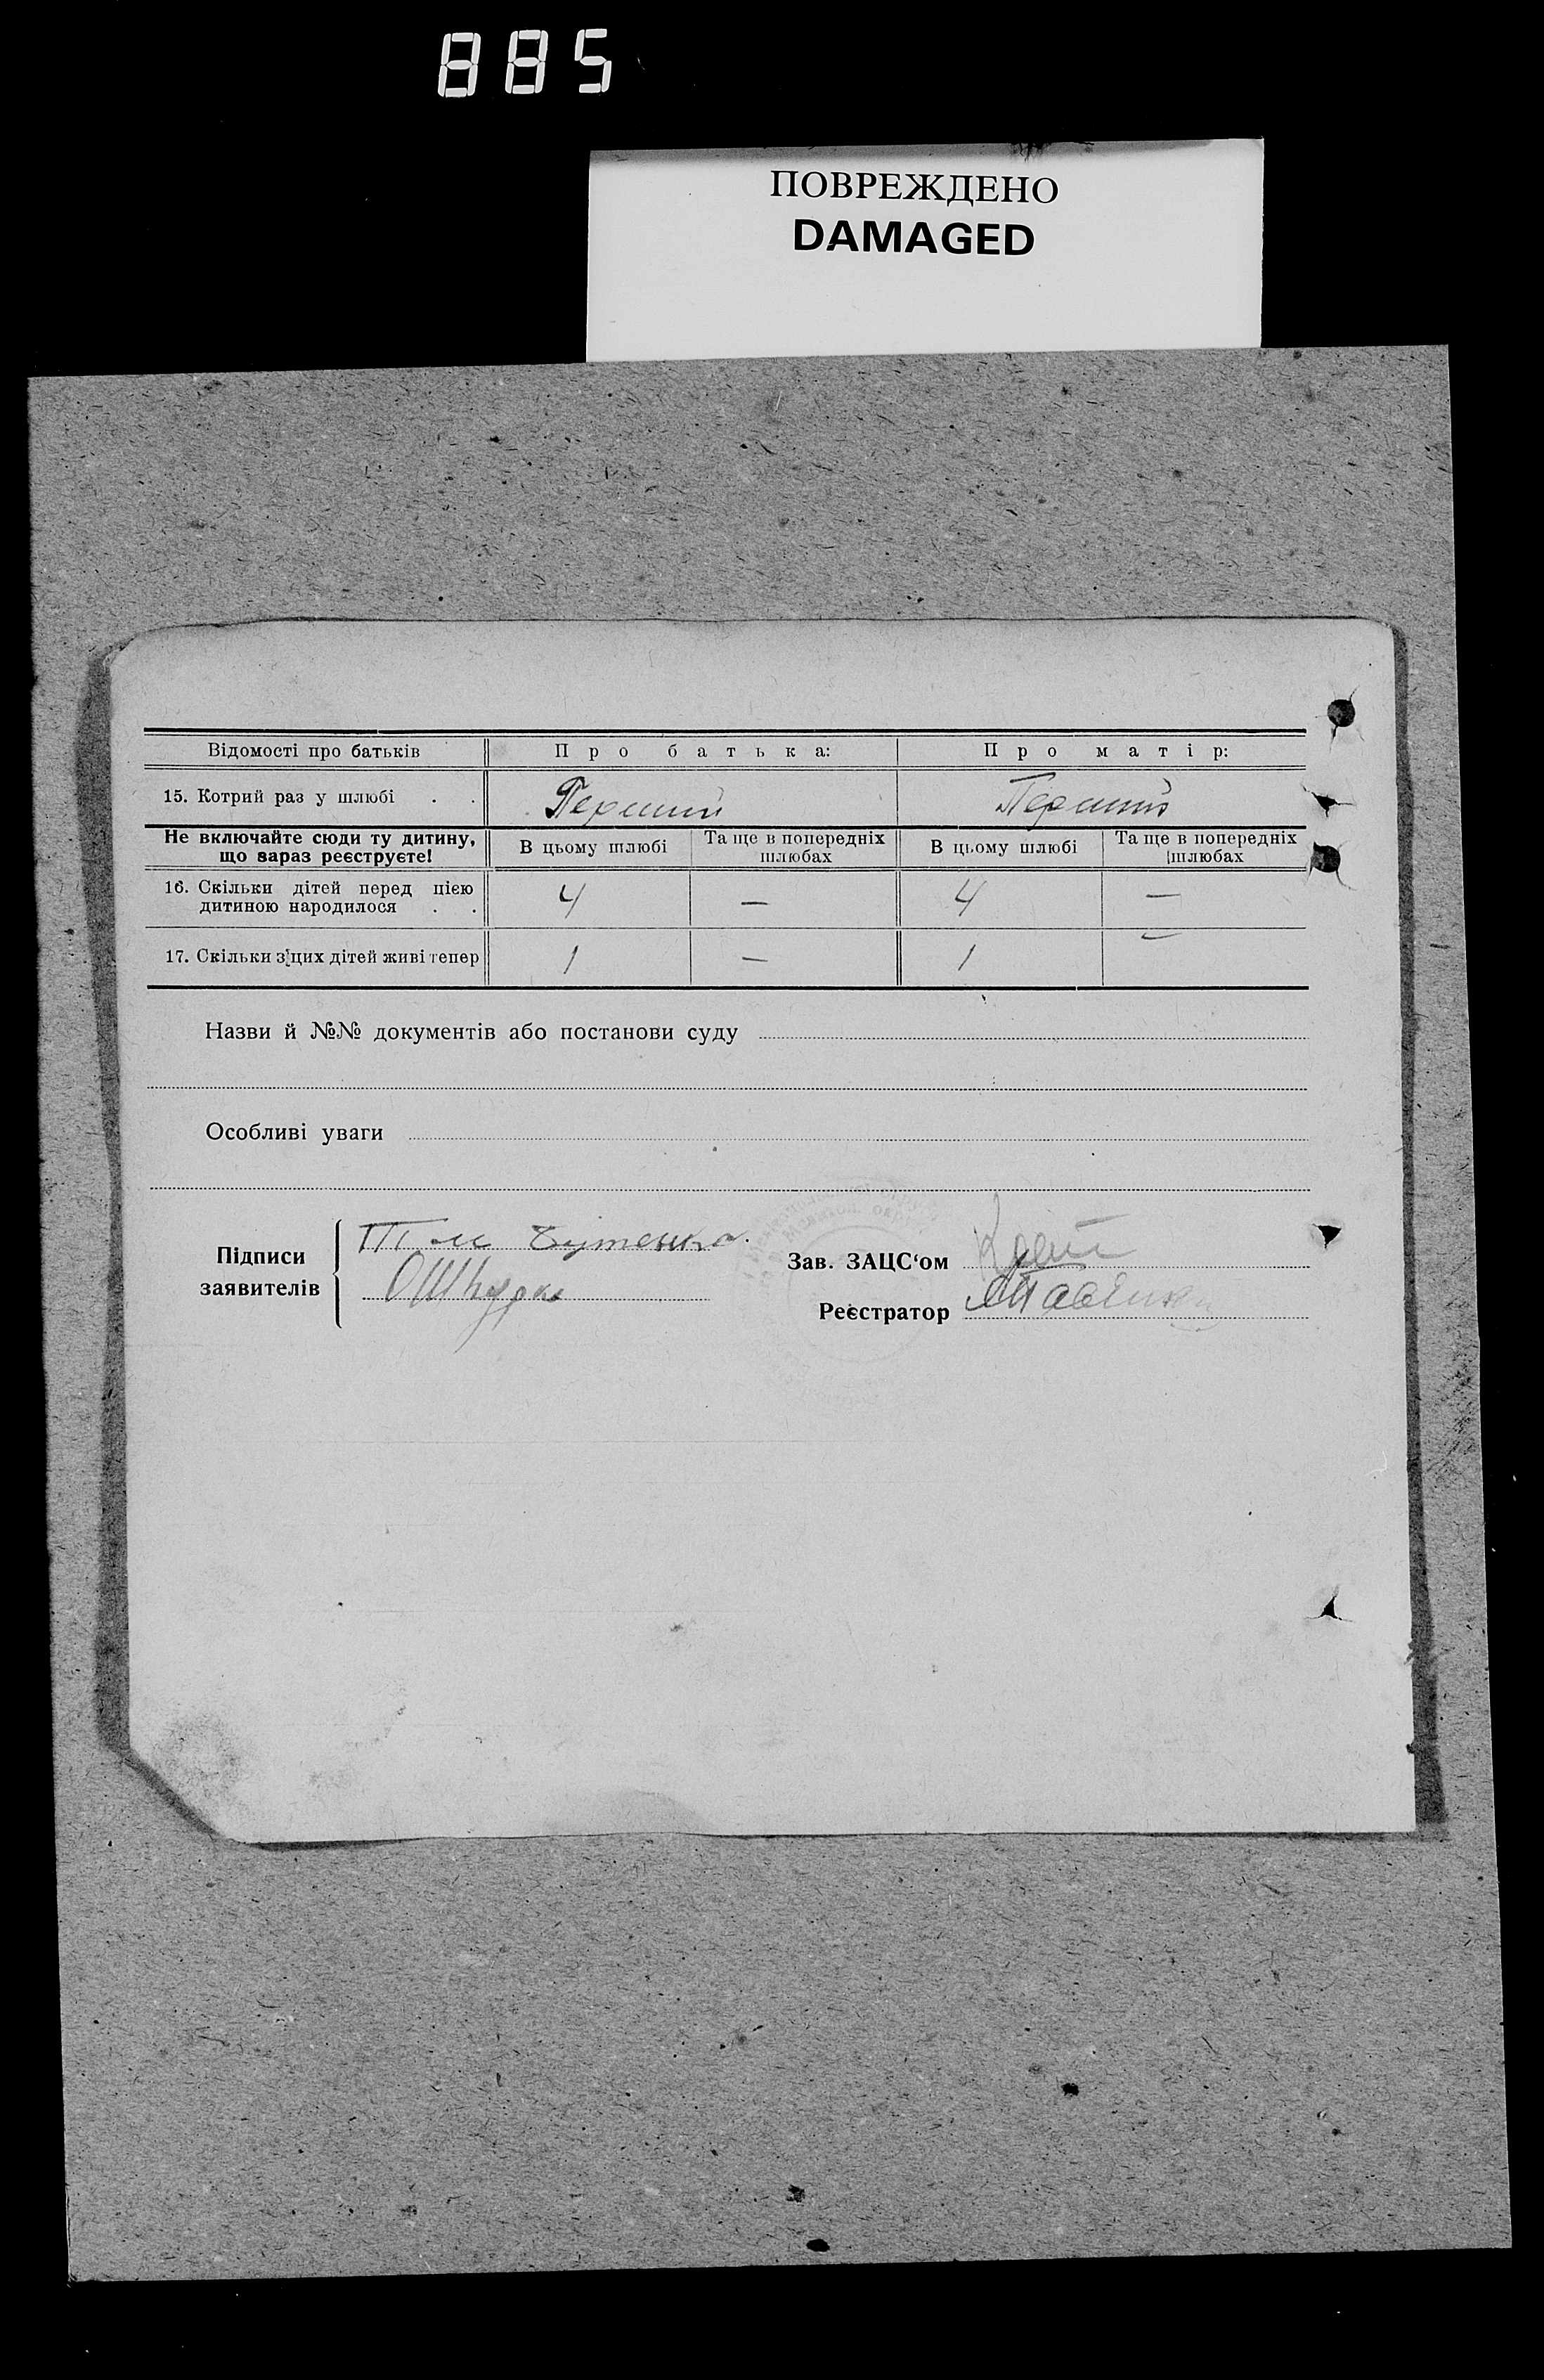 885
ПОВРЕЖДЕНО
DAMAGED
Відомості про батьків Про батька: Про матір:
15. Котрий раз у шлюбі . . Перший Перший
Не включайте сюди ту дитину, що зараз реєструєте! В цьому шлюбі Та ще в попередніх шлюбах В цьому шлюбі Та ще в попередніх шлюбах
16. Скільки дітей перед цією дитиною народилося . . 4 — 4 —
17. Скільки з цих дітей живі тепер 1 — 1 —
Назви й №№ документів або постанови суду
Особливі уваги
Підписи заявителів
Бутенко
Зав. ЗАЦС‘ом
Реєстратор